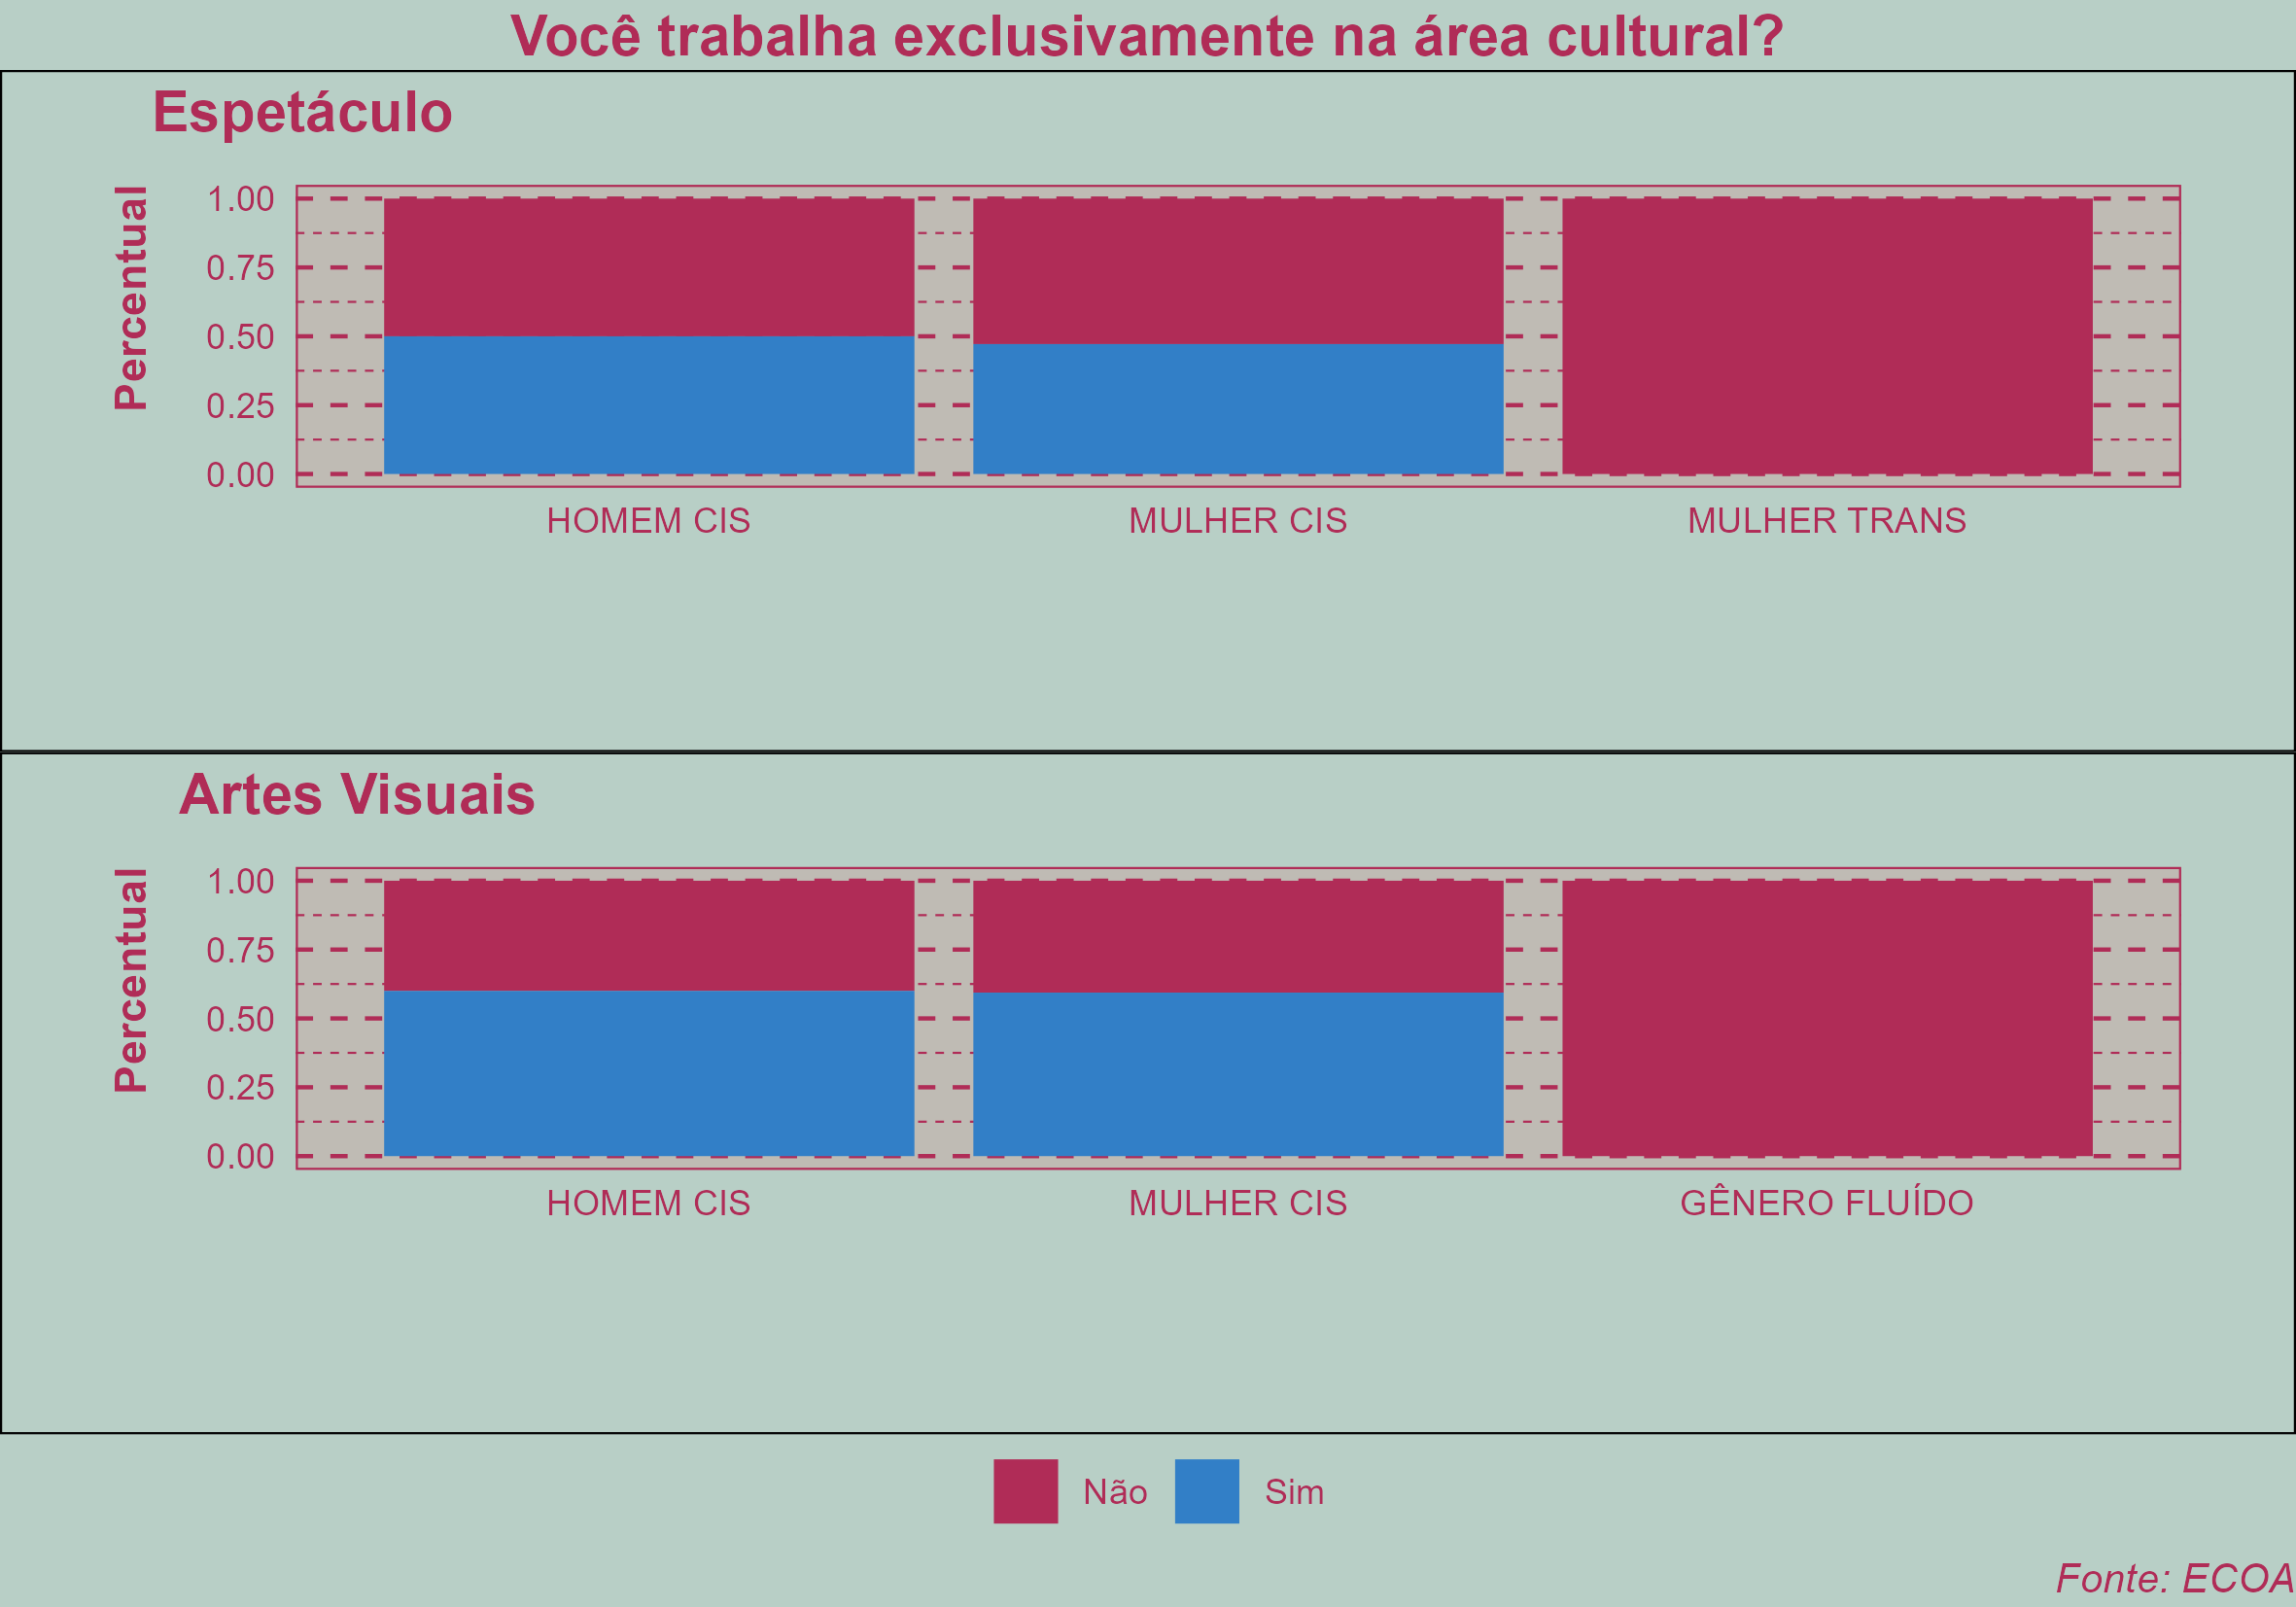 Você trabalha exclusivamente na área cultural?
Espetáculo
Percentual
1.00
0.75
0.50
0.25
0.00
HOMEM CIS MULHER CIS MULHER TRANS
Artes Visuais
Percentual
1.00
0.75
0.50
0.25
0.00
HOMEM CIS MULHER CIS GÊNERO FLUÍDO
Não Sim
Fonte: ECOA